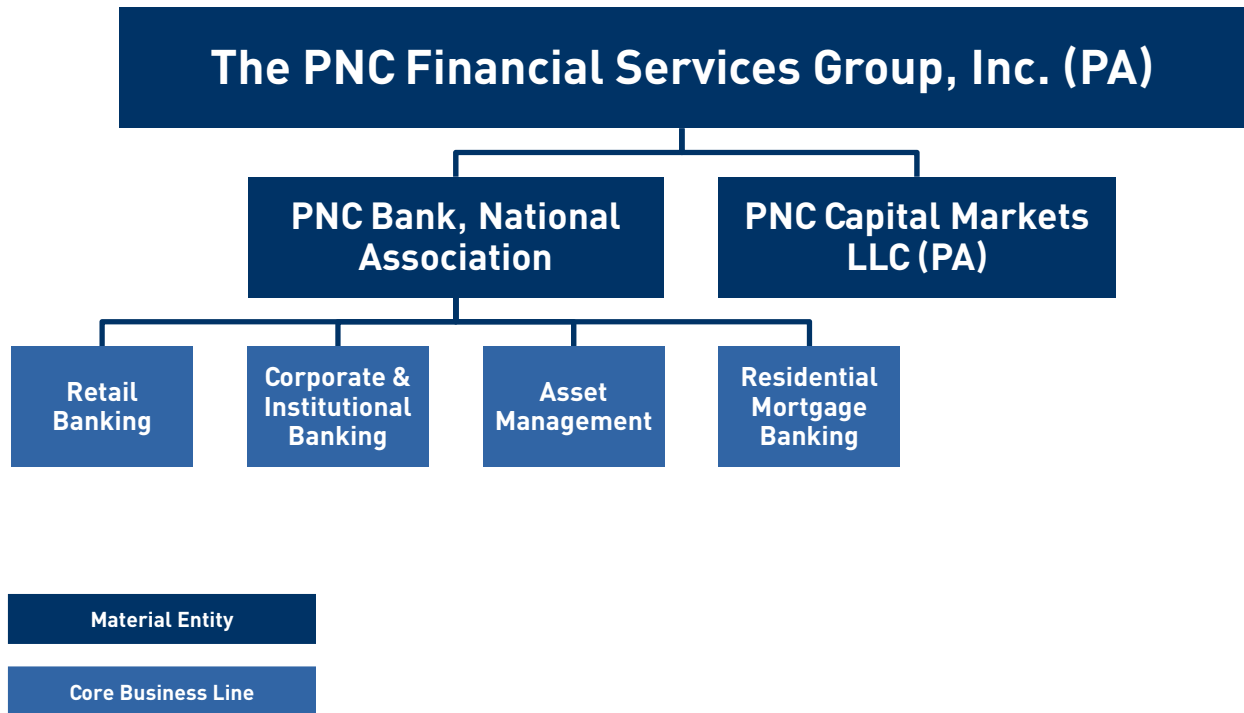 The PNC Financial Services Group, Inc. (PA)
PNC Bank, National
Association
PNC Capital Markets
LLC (PA)
Retail
Banking
Corporate &
Institutional
Banking
Asset
Management
Residential
Mortgage
Banking
Material Entity
Core Business Line